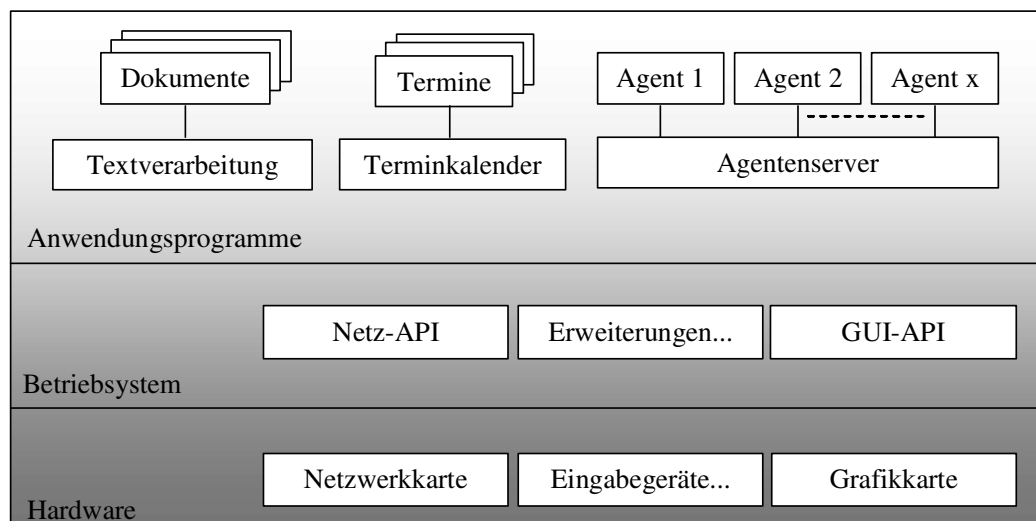 Dokumente
Termine
Agent 1
Agent 2
Agent x
Textverarbeitung
Terminkalender
Agentenserver
Anwendungsprogramme
Netz-API
Erweiterungen...
GUI-API
Betriebsystem
Netzwerkkarte
Eingabegeräte...
Grafikkarte
Hardware